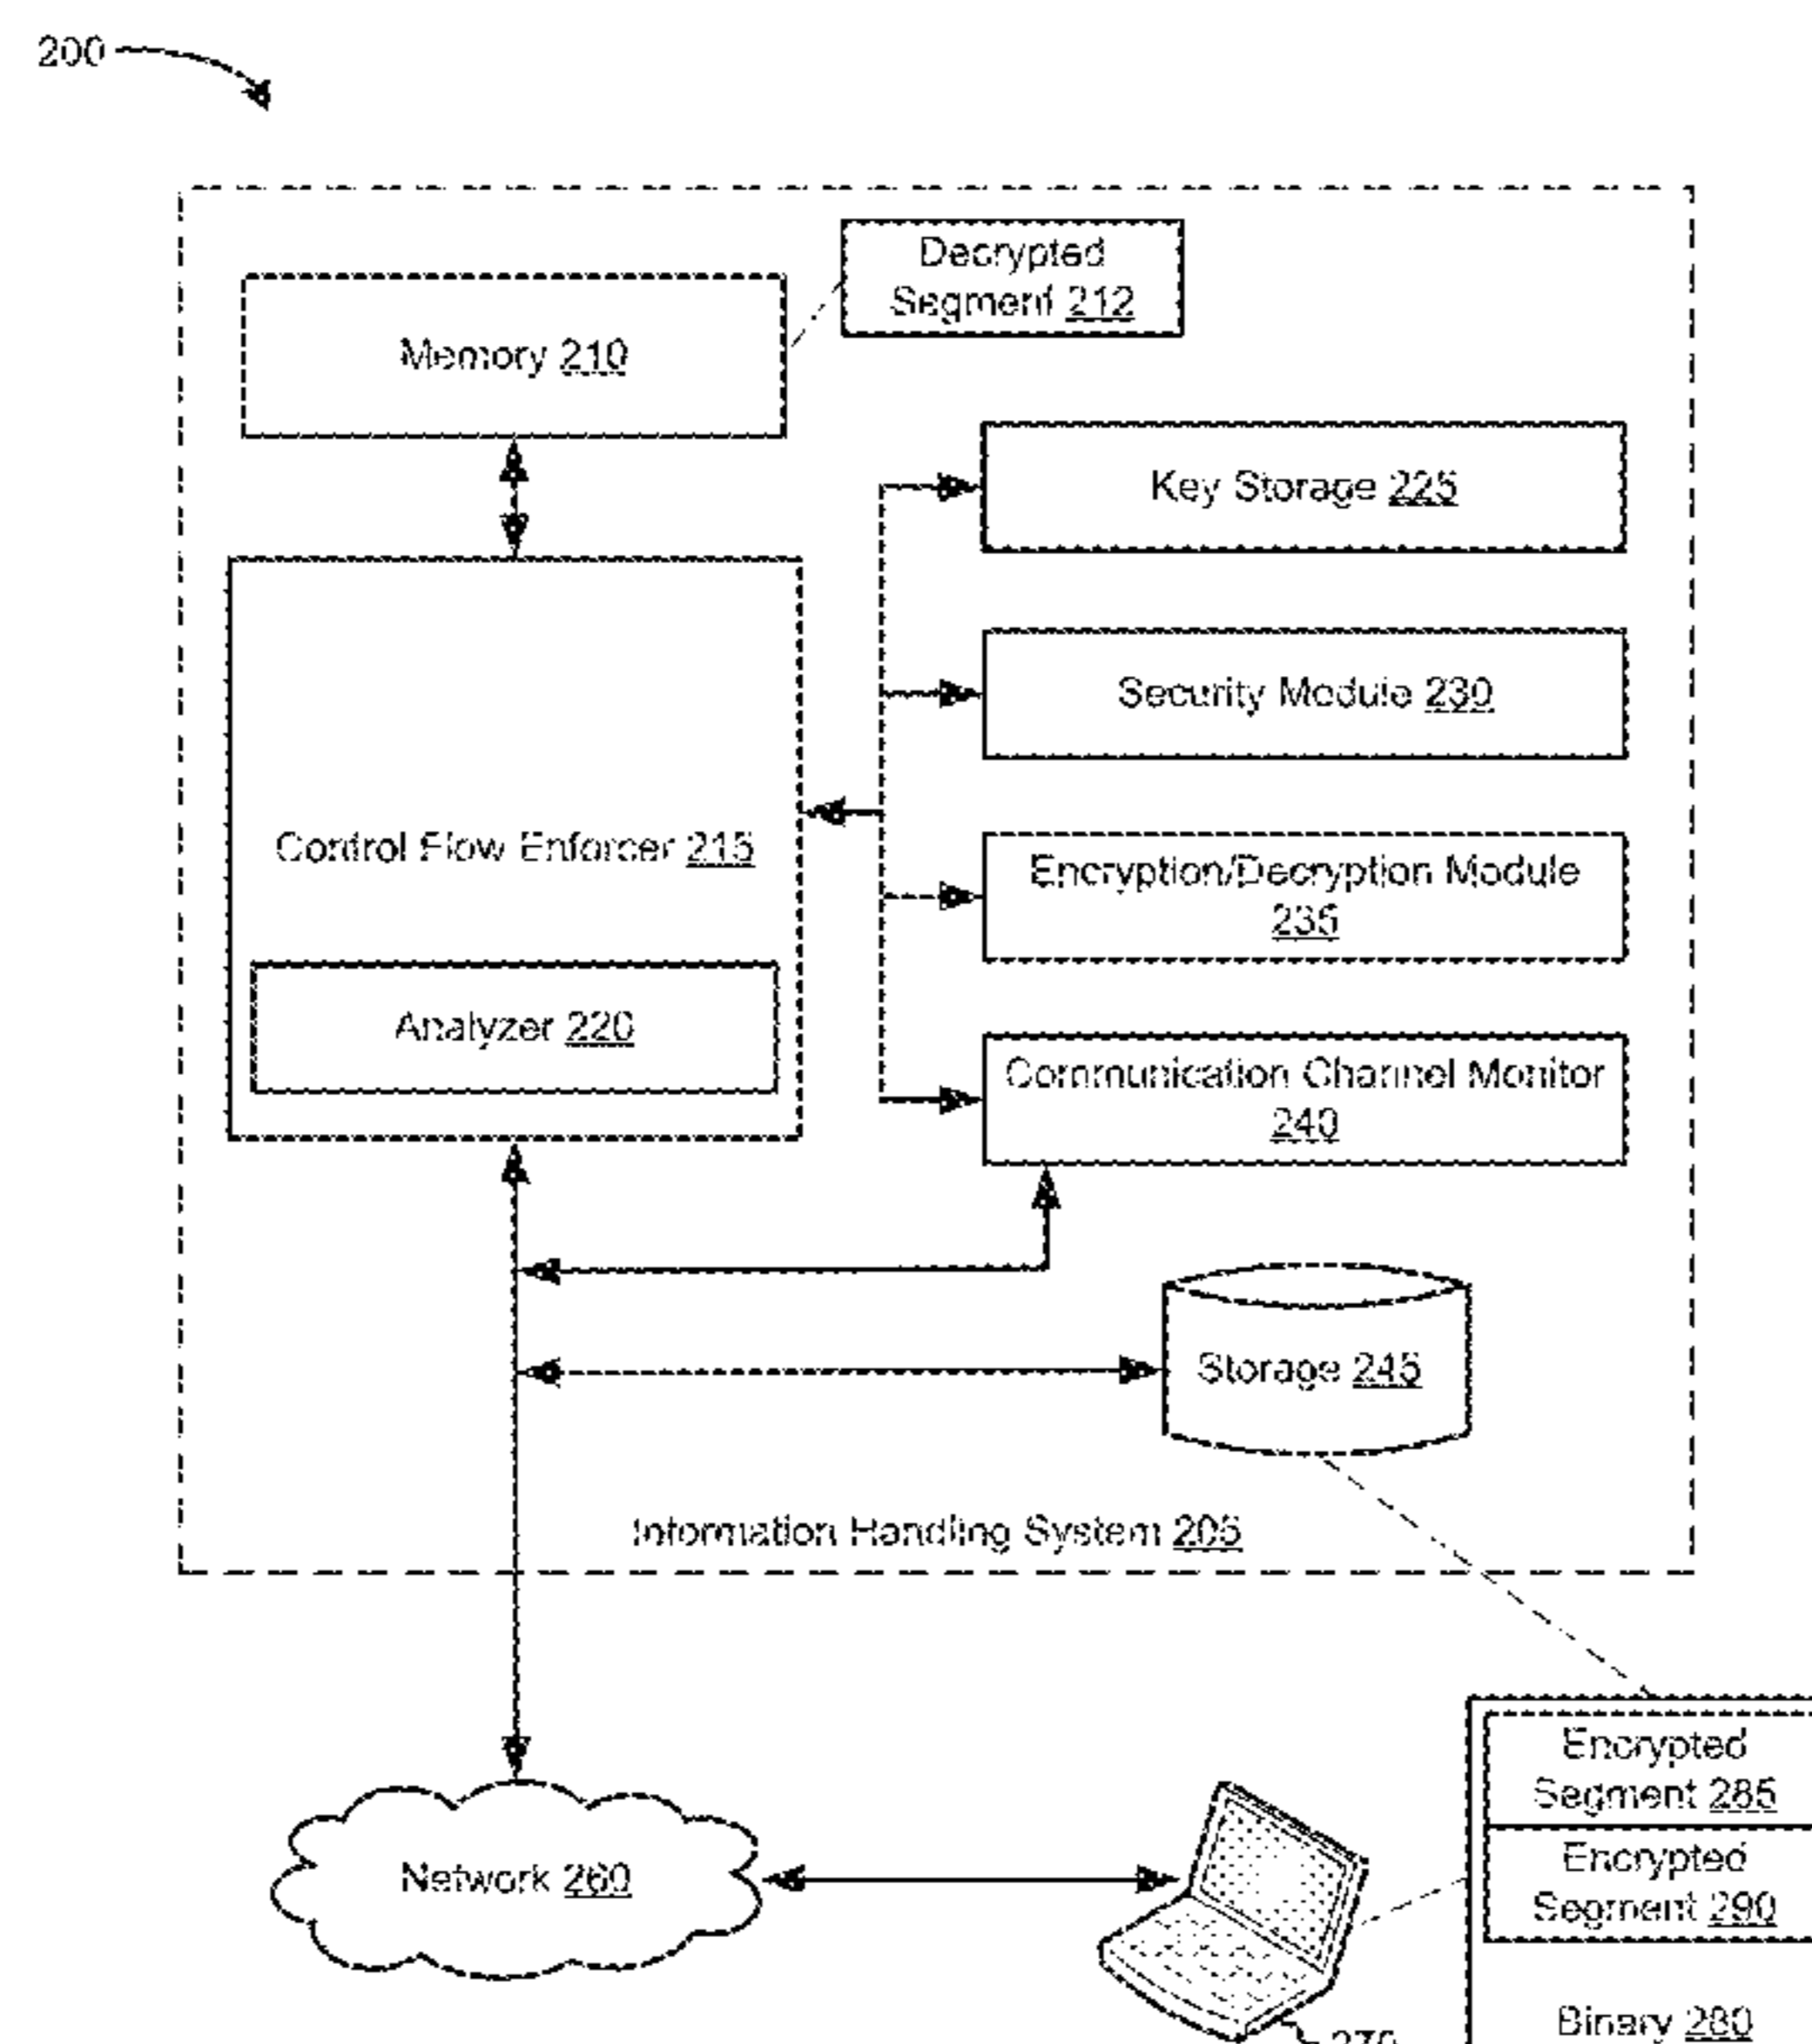 200
Decrypted
Segment 212
Memory 210
Key Storage 225
Security Module 230
Control Flow Enforcer 215
Encryption/Decryption Module
235
Analyzer 220
Communication Channel Monitor
240
Storage 245
Information Handling System 205
Encrypted
Segment 285
Encrypted
Segment 290
Network 260
Binary 280